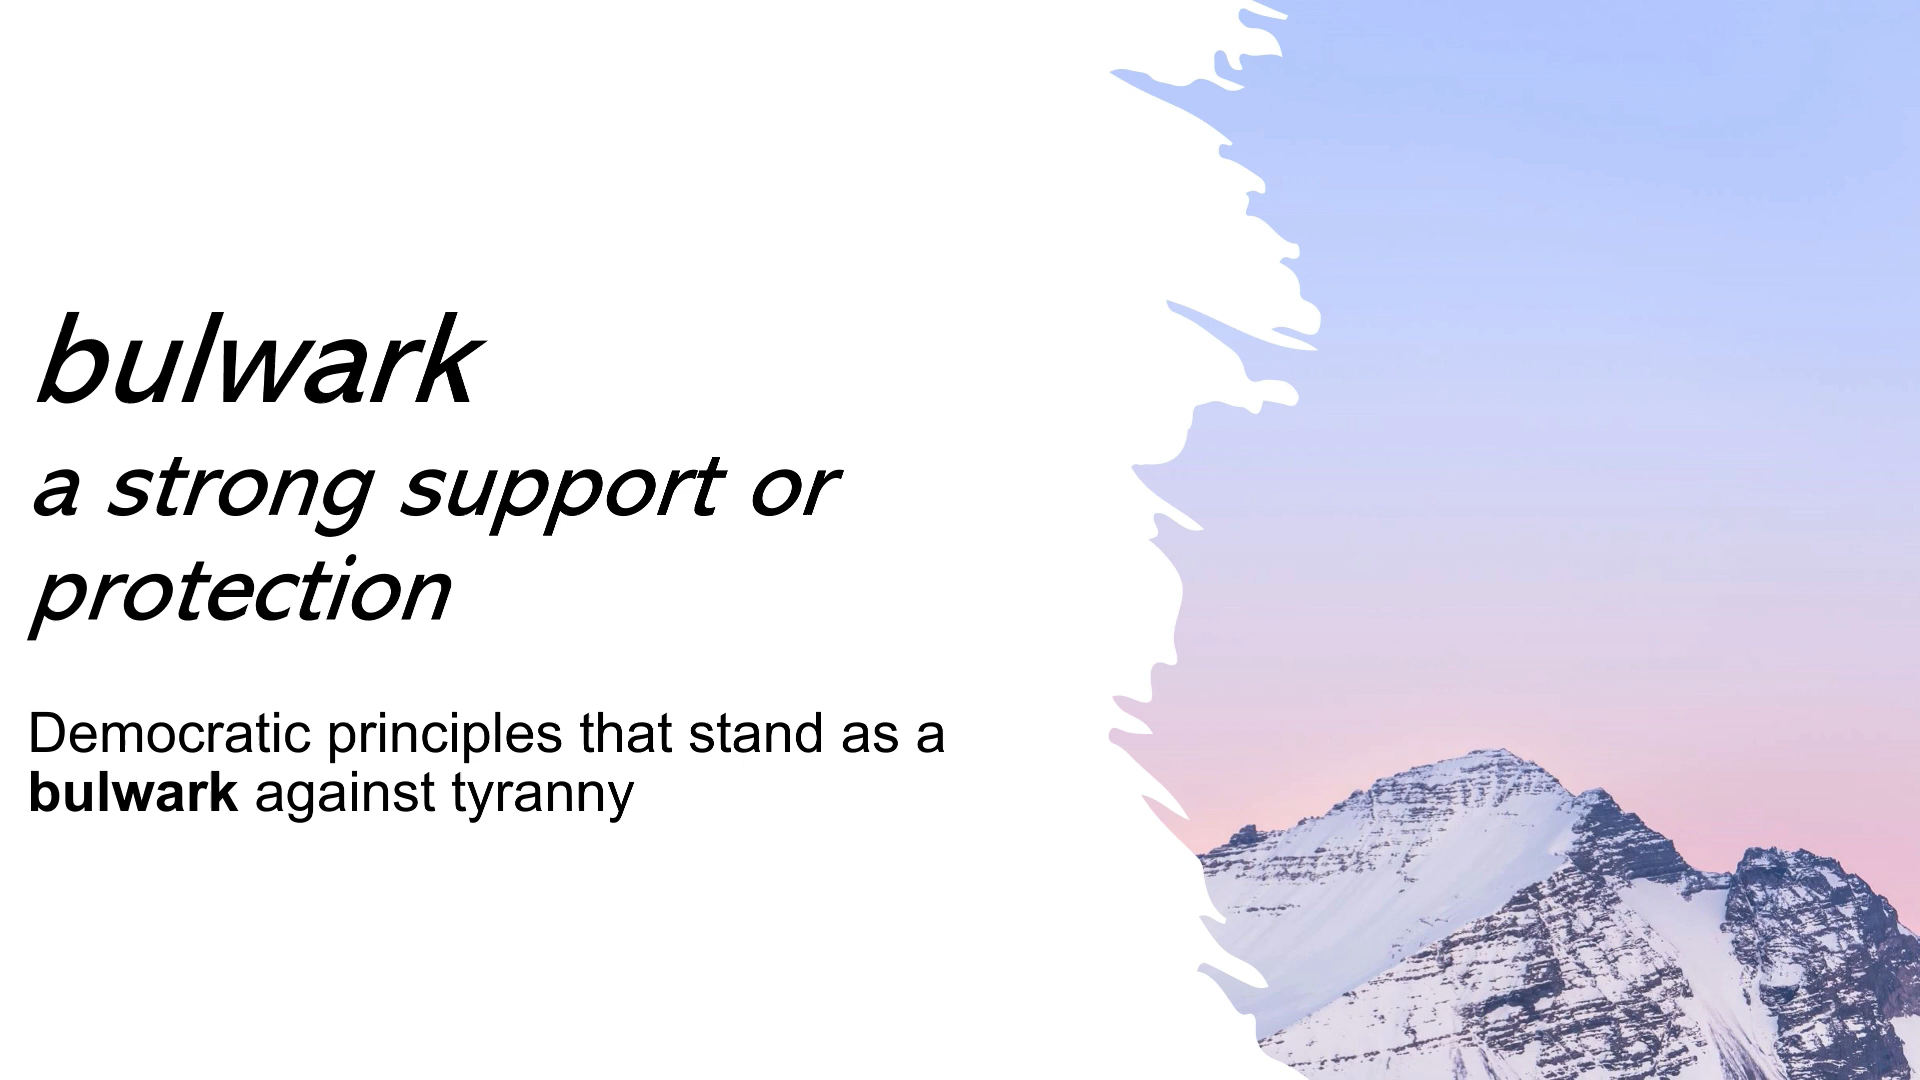 bulwark
a strong support or
protection
Democratic principles that stand as a
bulwark against tyranny